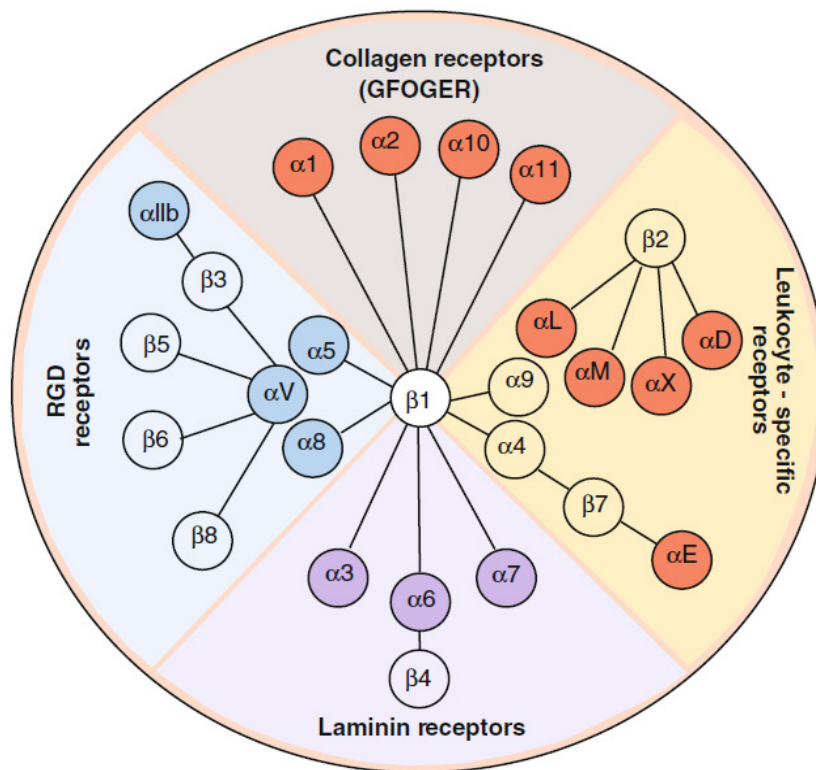 Collagen receptors
(GFOGER)
α1
α2
α10
α11
αIIb
β3
β5
αV
α5
β6
α8
β8
RGD
receptors
β1
β2
αL
αM
αX
αD
α9
α4
β7
αE
Leukocyte - specific
receptors
α3
α6
α7
β4
Laminin receptors